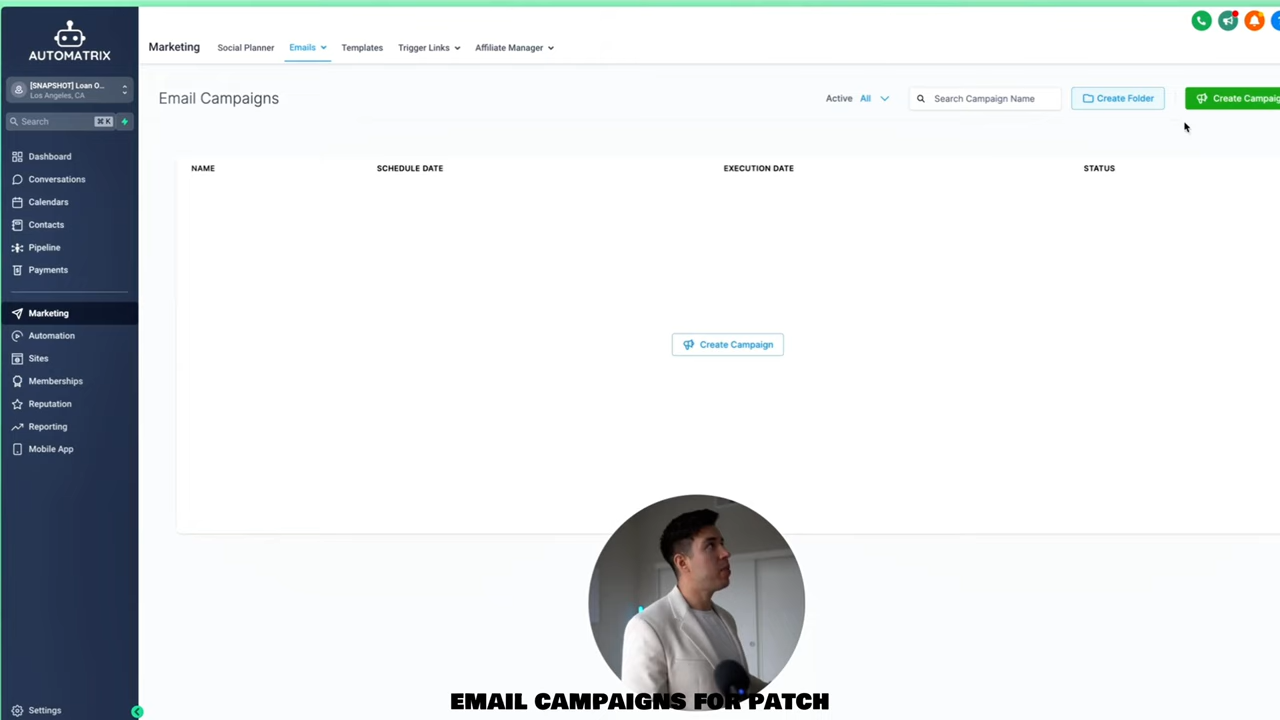 AUTOMATRIX
[SNAPSHOT] Loan O...
Los Angeles, CA
Search
⌘ K
Dashboard
Conversations
Calendars
Contacts
Pipeline
Payments
Marketing
Automation
Sites
Memberships
Reputation
Reporting
Mobile App
Settings
Marketing
Social Planner
Emails
Templates
Trigger Links
Affiliate Manager
Email Campaigns
Active All
Search Campaign Name
Create Folder
Create Campaig
NAME
SCHEDULE DATE
EXECUTION DATE
STATUS
Create Campaign
EMAIL CAMPAIGNS FOR PATCH